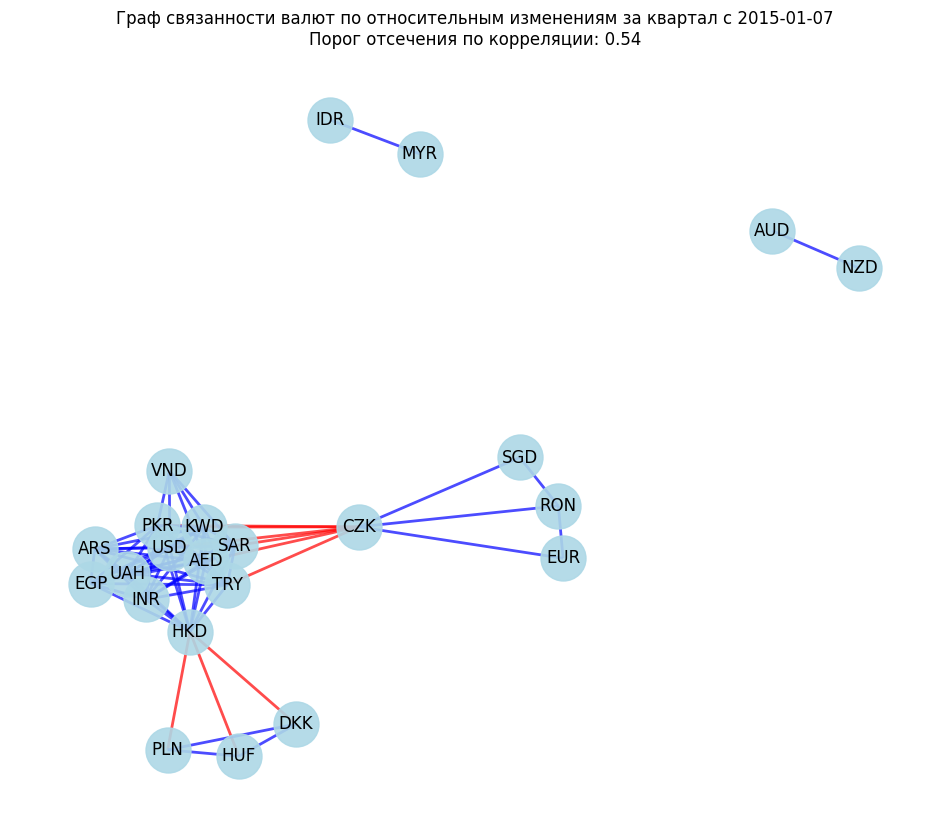 Граф связанности валют по относительным изменениям за квартал с 2015-01-07
Порог отсечения по корреляции: 0.54
IDR
MYR
AUD
NZD
SGD
VND
RON
PKR
KWD
CZK
ARS
USD
SAR
EUR
AED
UAH
EGP
TRY
INR
HKD
DKK
PLN
HUF